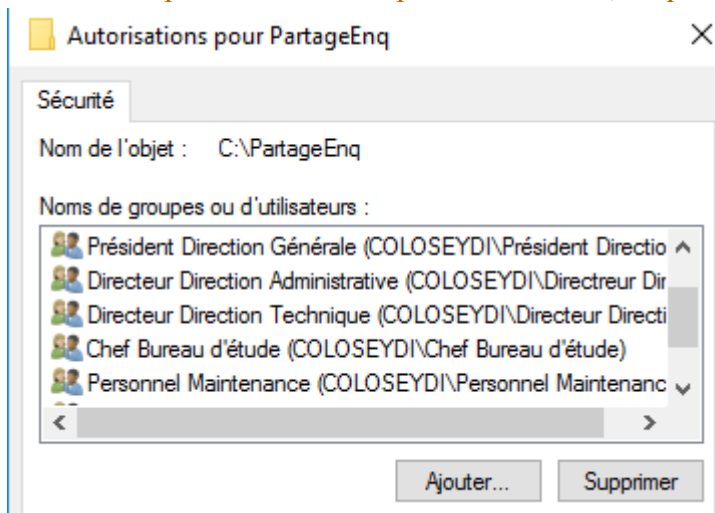 Autorisations pour PartageEnq
Sécurité
Nom de l'objet : C:\PartageEnq
Noms de groupes ou d'utilisateurs :
Président Direction Générale (COLOSEYDI\Président Directio
Directeur Direction Administrative (COLOSEYDI\Directreur Dir
Directeur Direction Technique (COLOSEYDI\Directeur Directi
Chef Bureau d'étude (COLOSEYDI\Chef Bureau d'étude)
Personnel Maintenance (COLOSEYDI\Personnel Maintenanc
Ajouter... Supprimer